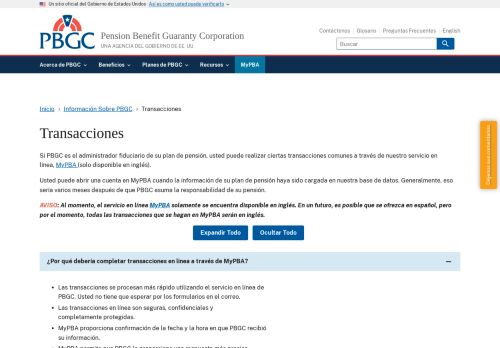 Un sitio oficial del Gobierno de Estados Unidos Así es como usted puede verificarlo
PBGC
Pension Benefit Guaranty Corporation
UNA AGENCIA DEL GOBIERNO DE EE. UU.
Contáctenos Glosario Preguntas Frecuentes English
Buscar
Acerca de PBGC Beneficios Planes de PBGC Recursos MyPBA
Inicio Información Sobre PBGC Transacciones
Transacciones
Si PBGC es el administrador fiduciario de su plan de pensión, usted puede realizar ciertas transacciones comunes a través de nuestro servicio en
línea, MyPBA (solo disponible en inglés).
Usted puede abrir una cuenta en MyPBA cuando la información de su plan de pensión haya sido cargada en nuestra base de datos. Generalmente, eso
sería varios meses después de que PBGC asuma la responsabilidad de su pensión.
AVISO: Al momento, el servicio en línea MyPBA solamente se encuentra disponible en inglés. En un futuro, es posible que se ofrezca en español, pero
por el momento, todas las transacciones que se hagan en MyPBA serán en inglés.
Expandir Todo Ocultar Todo
¿Por qué debería completar transacciones en línea a través de MyPBA?
Las transacciones se procesan más rápido utilizando el servicio en línea de
PBGC. Usted no tiene que esperar por los formularios en el correo.
Las transacciones en línea son seguras, confidenciales y
completamente protegidas.
MyPBA proporciona confirmación de la fecha y la hora en que PBGC recibió
su información.